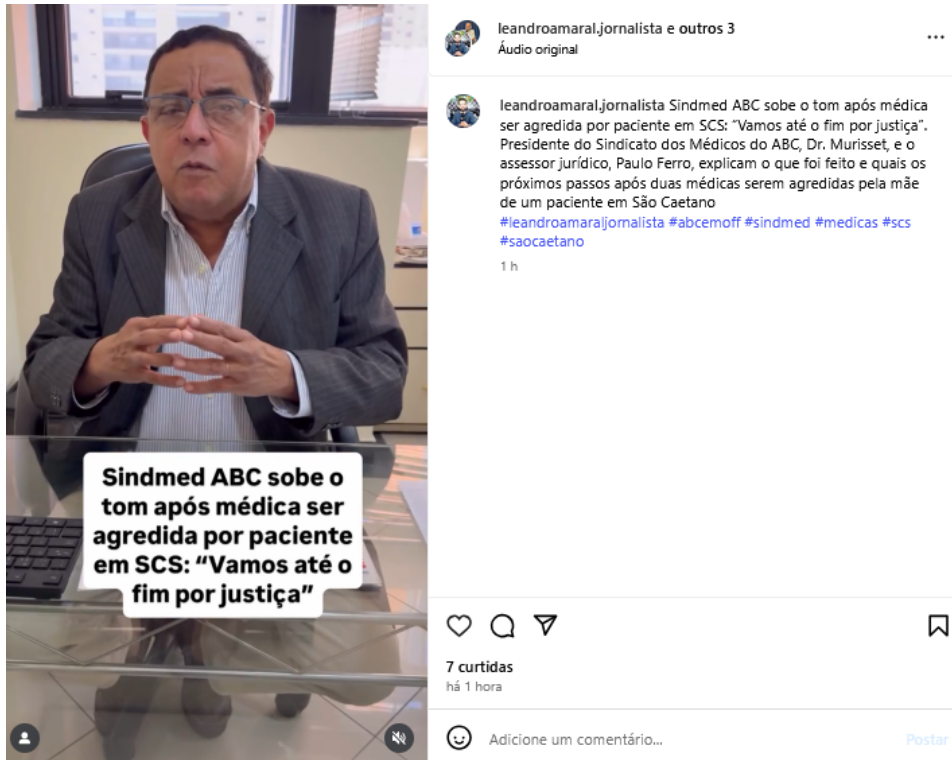 Sindmed ABC sobe o
tom após médica ser
agredida por paciente
em SCS: “Vamos até o
fim por justiça”
leandroamaral.jornalista e outros 3
Áudio original
leandroamaral.jornalista Sindmed ABC sobe o tom após médica
ser agredida por paciente em SCS: “Vamos até o fim por justiça”.
Presidente do Sindicato dos Médicos do ABC, Dr. Murisset, e o
assessor jurídico, Paulo Ferro, explicam o que foi feito e quais os
próximos passos após duas médicas serem agredidas pela mãe
de um paciente em São Caetano
#leandroamaraljornalista #abcemoff #sindmed #medicas #scs
#saocaetano
1 h
7 curtidas
há 1 hora
Adicione um comentário...
Postar